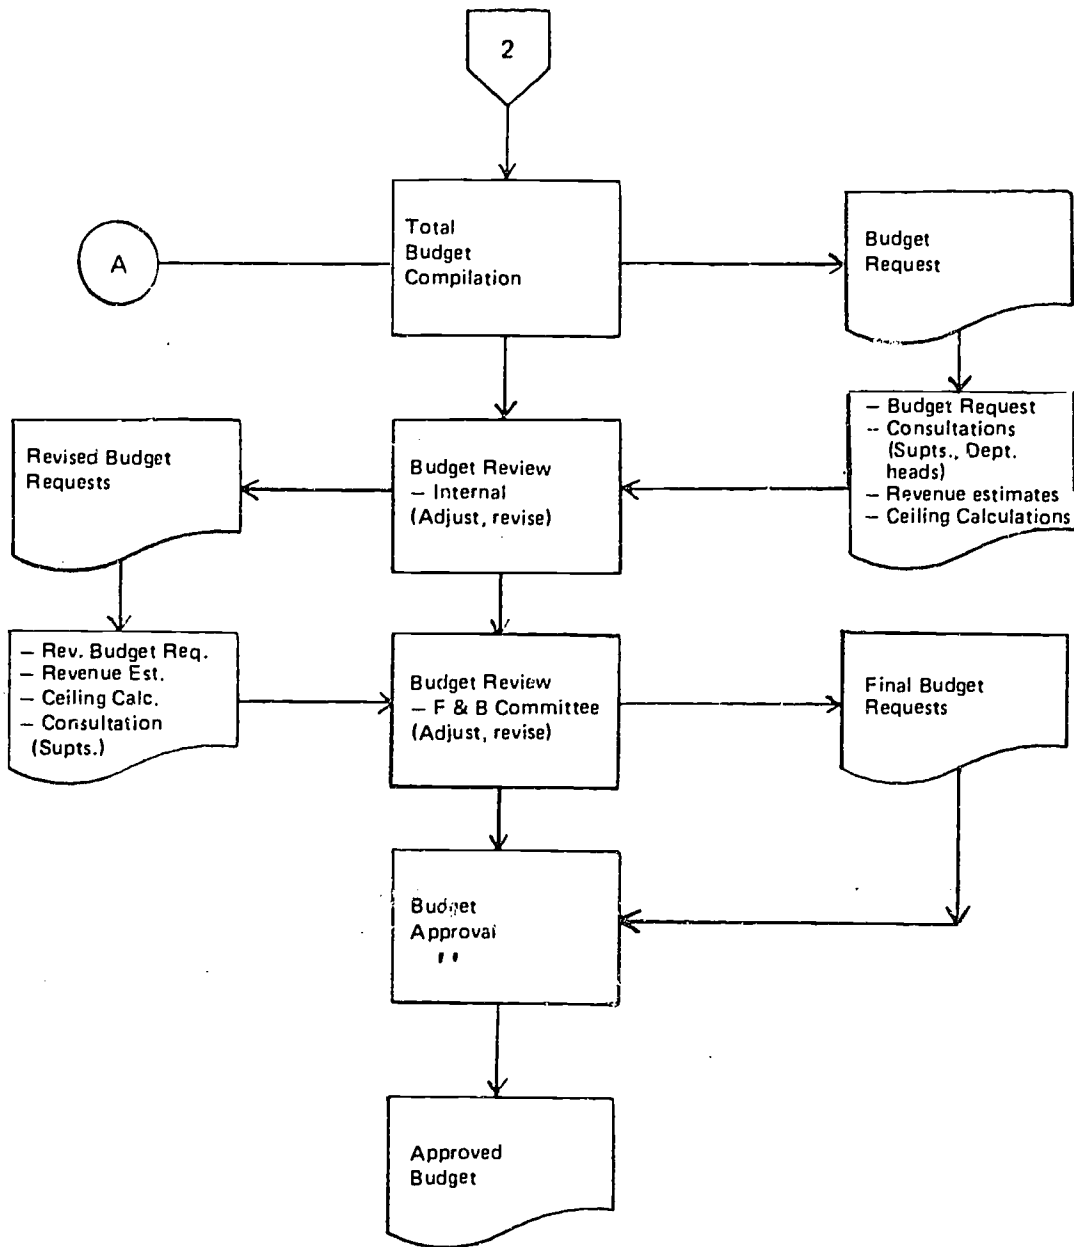 2
A
Total
Budget
Compilation
Budget
Request
Revised Budget
Requests
Budget Review
– Internal
(Adjust, revise)
– Budget Request
– Consultations
(Supts., Dept.
heads)
– Revenue estimates
– Ceiling Calculations
– Rev. Budget Req.
– Revenue Est.
– Ceiling Calc.
– Consultation
(Supts.)
Budget Review
– F & B Committee
(Adjust, revise)
Final Budget
Requests
Budget
Approval
Approved
Budget